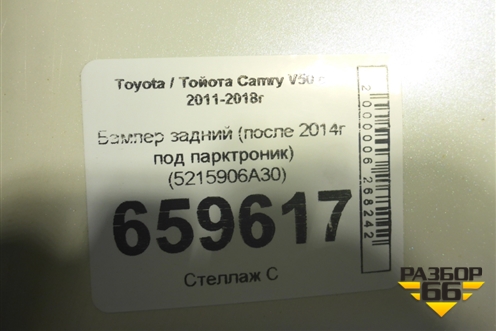 Toyota / Тойота Camry V50 с
2011-2018г
Бампер задний (после 2014г
под парктроник)
(5215906A30)
659617
Стеллаж С
2000006268242
РАЗБОР
66